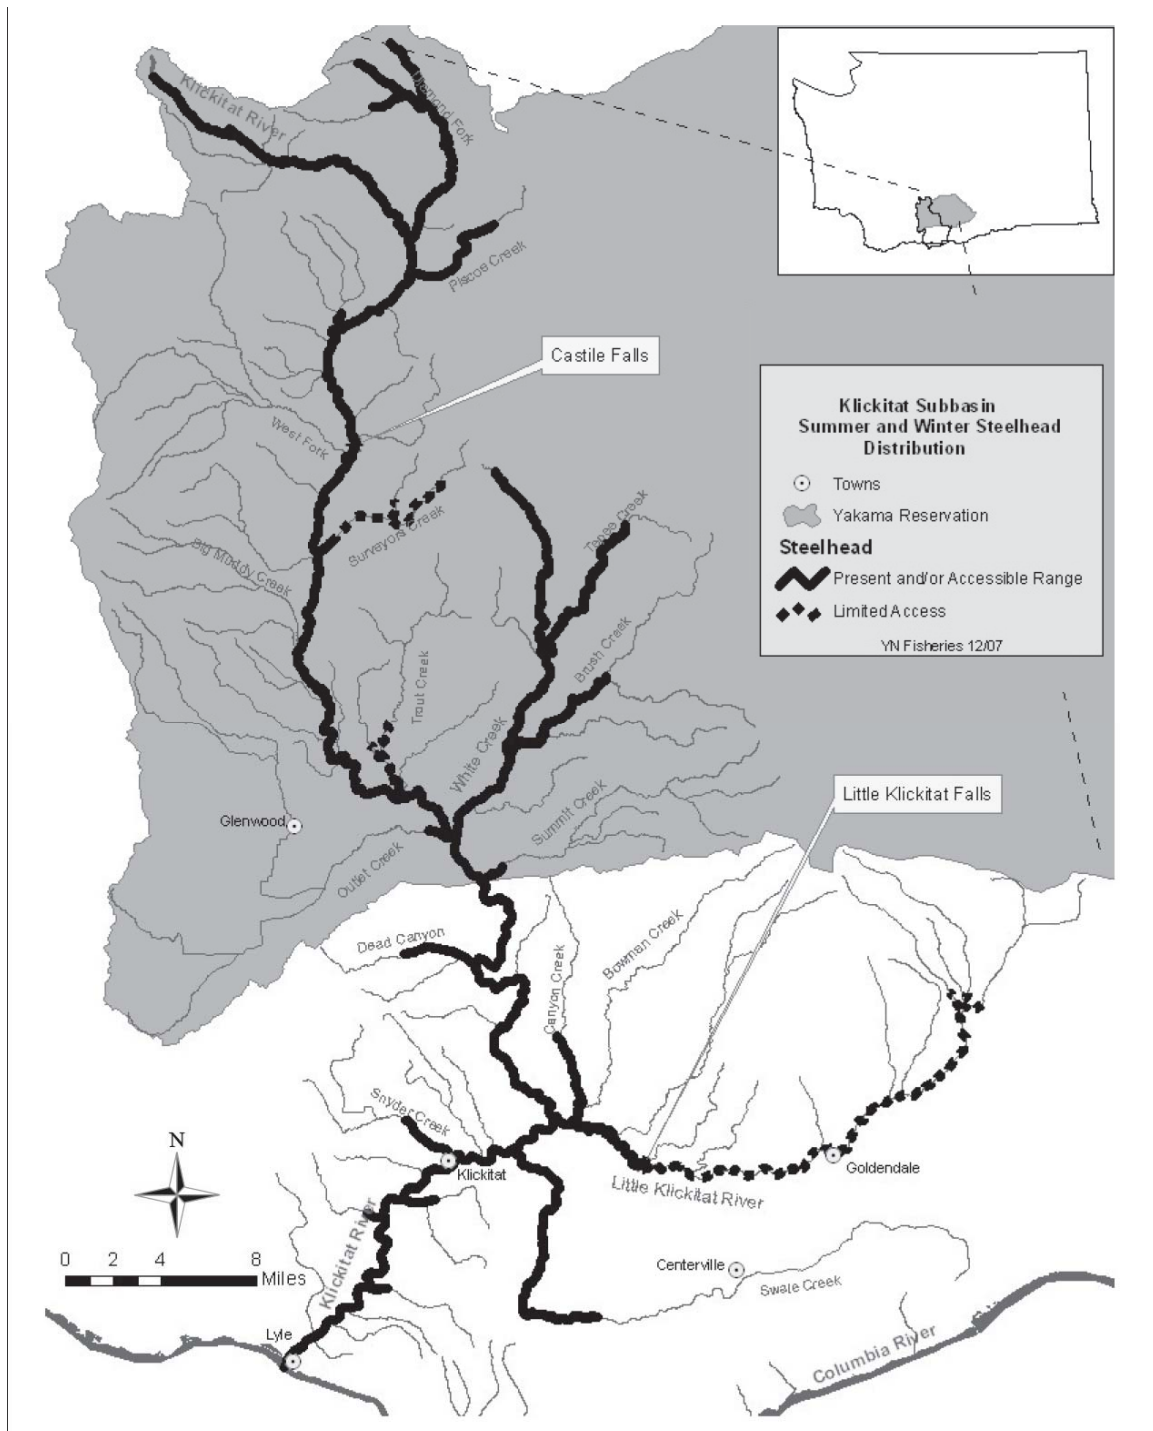 Klickitat River
Diamond Fork
Piscoe Creek
Castile Falls
West Fork
Klickitat Subbasin
Summer and Winter Steelhead
Distribution
Towns
Yakama Reservation
Steelhead
Present and/or Accessible Range
Limited Access
YN Fisheries 12/07
Surveyors Creek
Tepee Creek
Big Muddy Creek
Brush Creek
Trout Creek
White Creek
Little Klickitat Falls
Summit Creek
Glenwood
Outlet Creek
Dead Canyon
Bowman Creek
Canyon Creek
Snyder Creek
N
Klickitat
Goldendale
Little Klickitat River
Klickitat River
0 2 4 8
Miles
Centerville
Swale Creek
Lyle
Columbia River